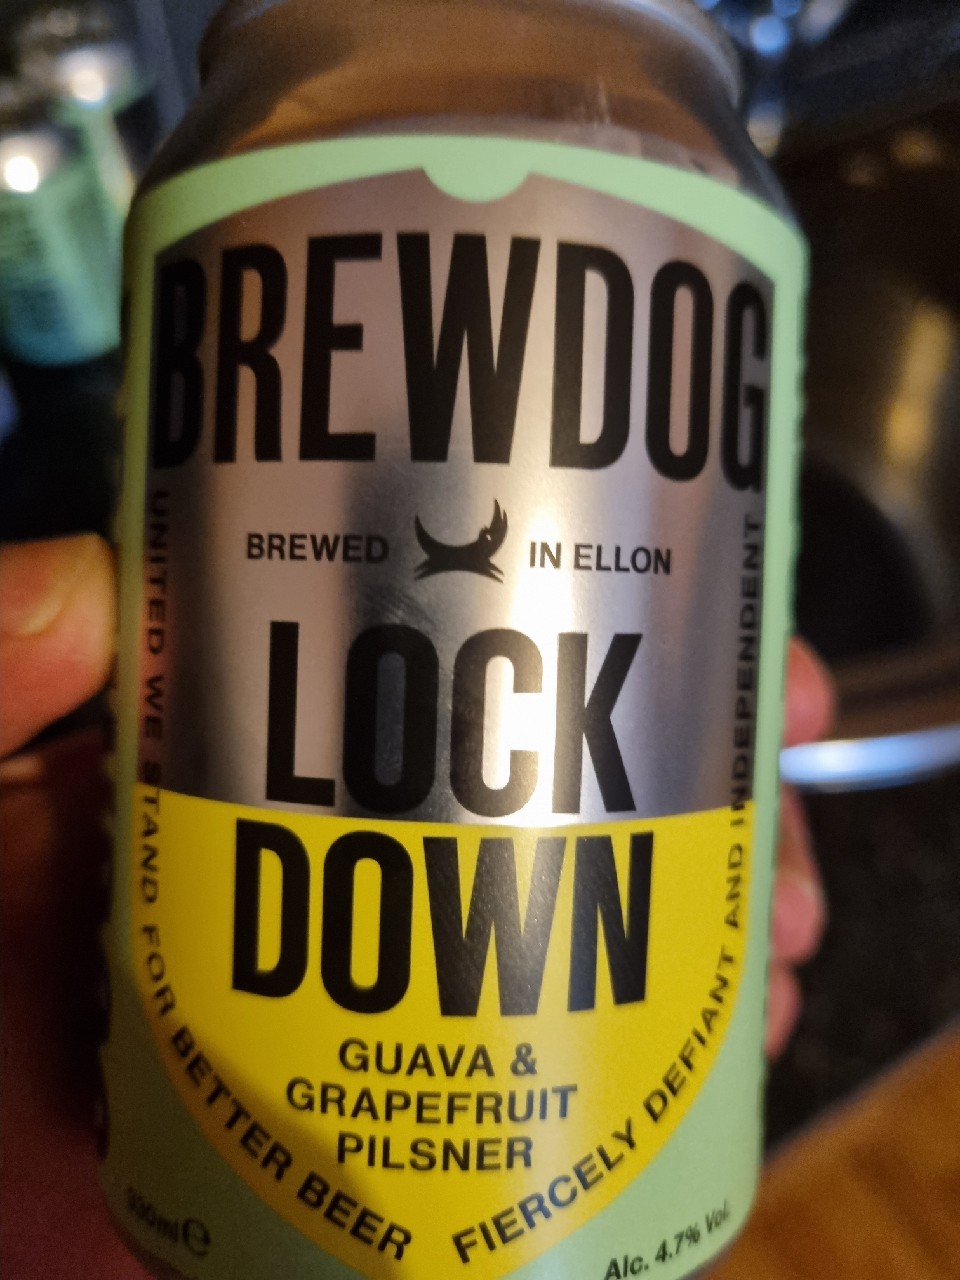 BREWDOG
BREWED IN ELLON
LOCK
DOWN
GUAVA &
GRAPEFRUIT
PILSNER
UNITED WE STAND FOR BETTER BEER
FIERCELY DEFIANT AND INDEPENDENT
Alc. 4.7% Vol.